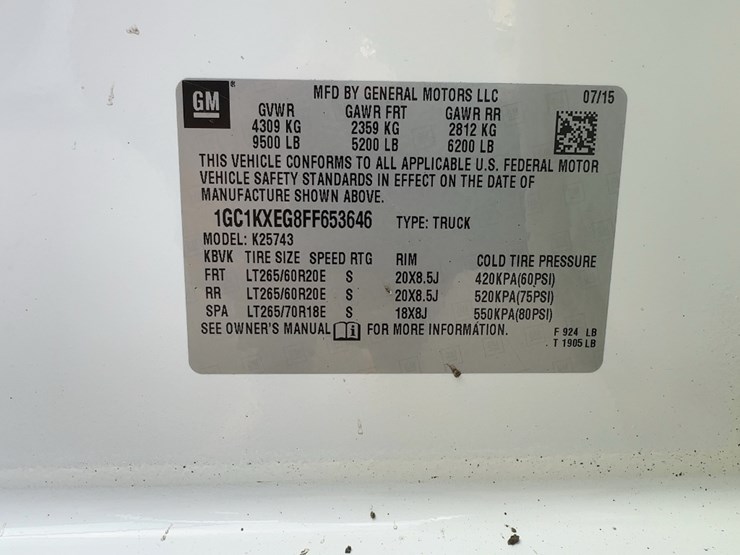 GM
MFD BY GENERAL MOTORS LLC 07/15
GVWR GAWR FRT GAWR RR
4309 KG 2359 KG 2812 KG
9500 LB 5200 LB 6200 LB
THIS VEHICLE CONFORMS TO ALL APPLICABLE U.S. FEDERAL MOTOR
VEHICLE SAFETY STANDARDS IN EFFECT ON THE DATE OF
MANUFACTURE SHOWN ABOVE.
1GC1KXEG8FF653646 TYPE: TRUCK
MODEL: K25743
KBVK TIRE SIZE SPEED RTG RIM COLD TIRE PRESSURE
FRT LT265/60R20E S 20X8.5J 420KPA(60PSI)
RR LT265/60R20E S 20X8.5J 520KPA(75PSI)
SPA LT265/70R18E S 18X8J 550KPA(80PSI)
SEE OWNER'S MANUAL i FOR MORE INFORMATION.
F 924 LB
T 1905 LB